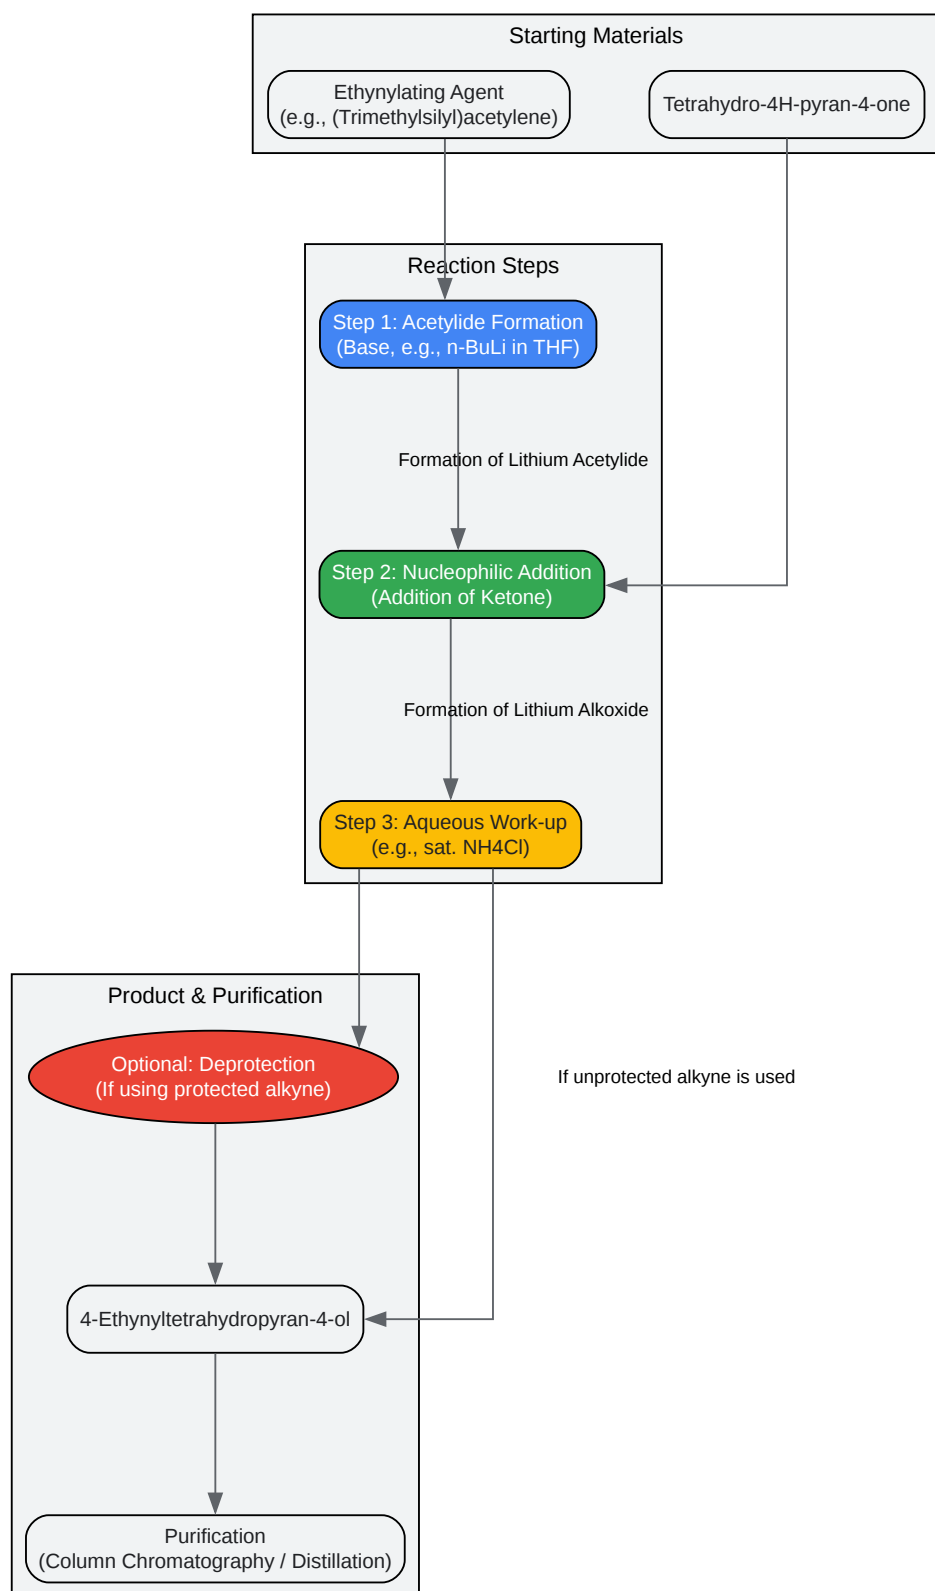 Starting Materials
Ethynylating Agent
(e.g., (Trimethylsilyl)acetylene)
Tetrahydro-4H-pyran-4-one
Reaction Steps
Step 1: Acetylide Formation
(Base, e.g., n-BuLi in THF)
Formation of Lithium Acetylide
Step 2: Nucleophilic Addition
(Addition of Ketone)
Formation of Lithium Alkoxide
Step 3: Aqueous Work-up
(e.g., sat. NH4Cl)
Product & Purification
Optional: Deprotection
(If using protected alkyne)
If unprotected alkyne is used
4-Ethynyltetrahydropyran-4-ol
Purification
(Column Chromatography / Distillation)